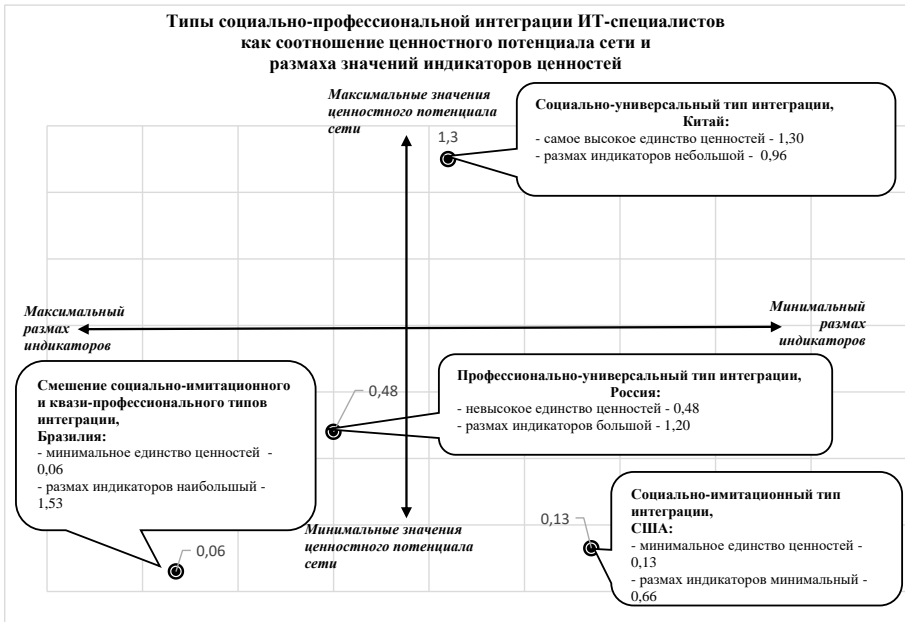 Типы социально-профессиональной интеграции ИТ-специалистов
как соотношение ценностного потенциала сети и
размаха значений индикаторов ценностей
Максимальные значения
ценностного потенциала
сети
1,3
Социально-универсальный тип интеграции,
Китай:
- самое высокое единство ценностей - 1,30
- размах индикаторов небольшой - 0,96
Максимальный
размах
индикаторов
Минимальный
размах
индикаторов
Смешение социально-имитационного
и квази-профессионального типов
интеграции,
Бразилия:
- минимальное единство ценностей -
0,06
- размах индикаторов наибольшый -
1,53
0,48
Профессионально-универсальный тип интеграции,
Россия:
- невысокое единство ценностей - 0,48
- размах индикаторов большой - 1,20
Минимальные значения
ценностного потенциала
сети
0,06
0,13
Социально-имитационный тип
интеграции,
США:
- минимальное единство ценностей -
0,13
- размах индикаторов минимальный -
0,66